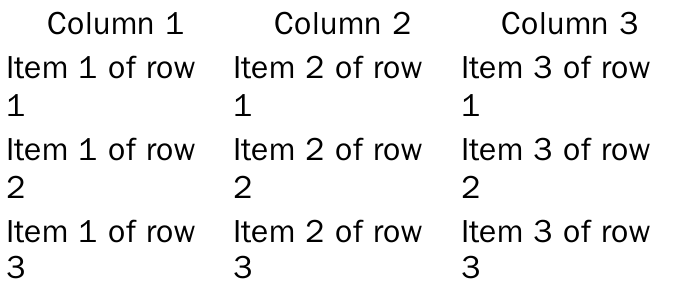 Column 1 Column 2 Column 3
Item 1 of row Item 2 of row Item 3 of row
1 1 1
Item 1 of row Item 2 of row Item 3 of row
2 2 2
Item 1 of row Item 2 of row Item 3 of row
3 3 3